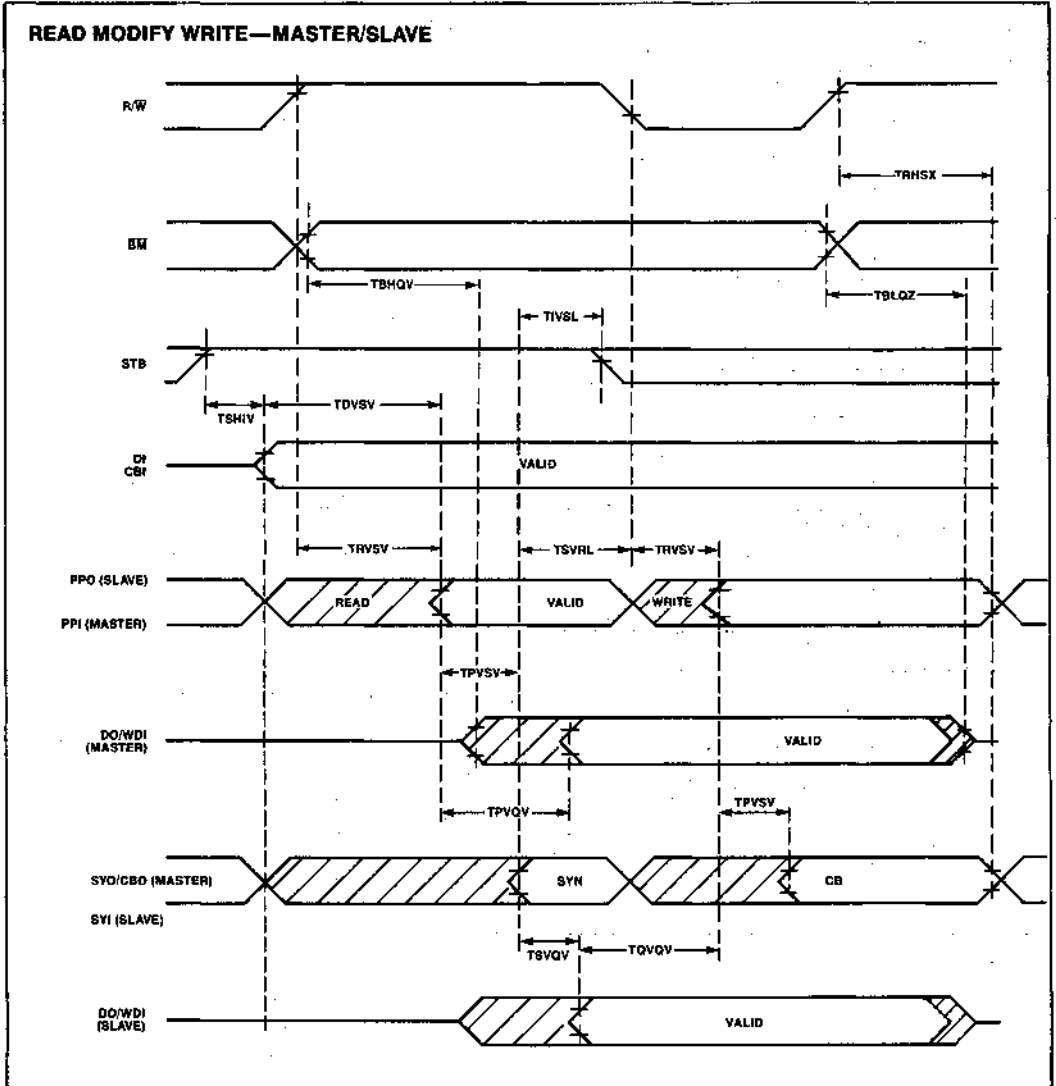 READ MODIFY WRITE—MASTER/SLAVE
R/W̅
TRHSX
B̅M̅
TBHQV
TBLQZ
TIVSL
STB
TSHIV
TDVSV
DI
CBI
VALID
TRVSV
TSVRL
TRVSV
PPO (SLAVE)
READ
VALID
WRITE
PPI (MASTER)
TPVSV
DO/WDI
(MASTER)
VALID
TPVQV
TPVSV
SYO/CBO (MASTER)
SYN
CB
SYI (SLAVE)
TSVQV
TQVQV
DO/WDI
(SLAVE)
VALID